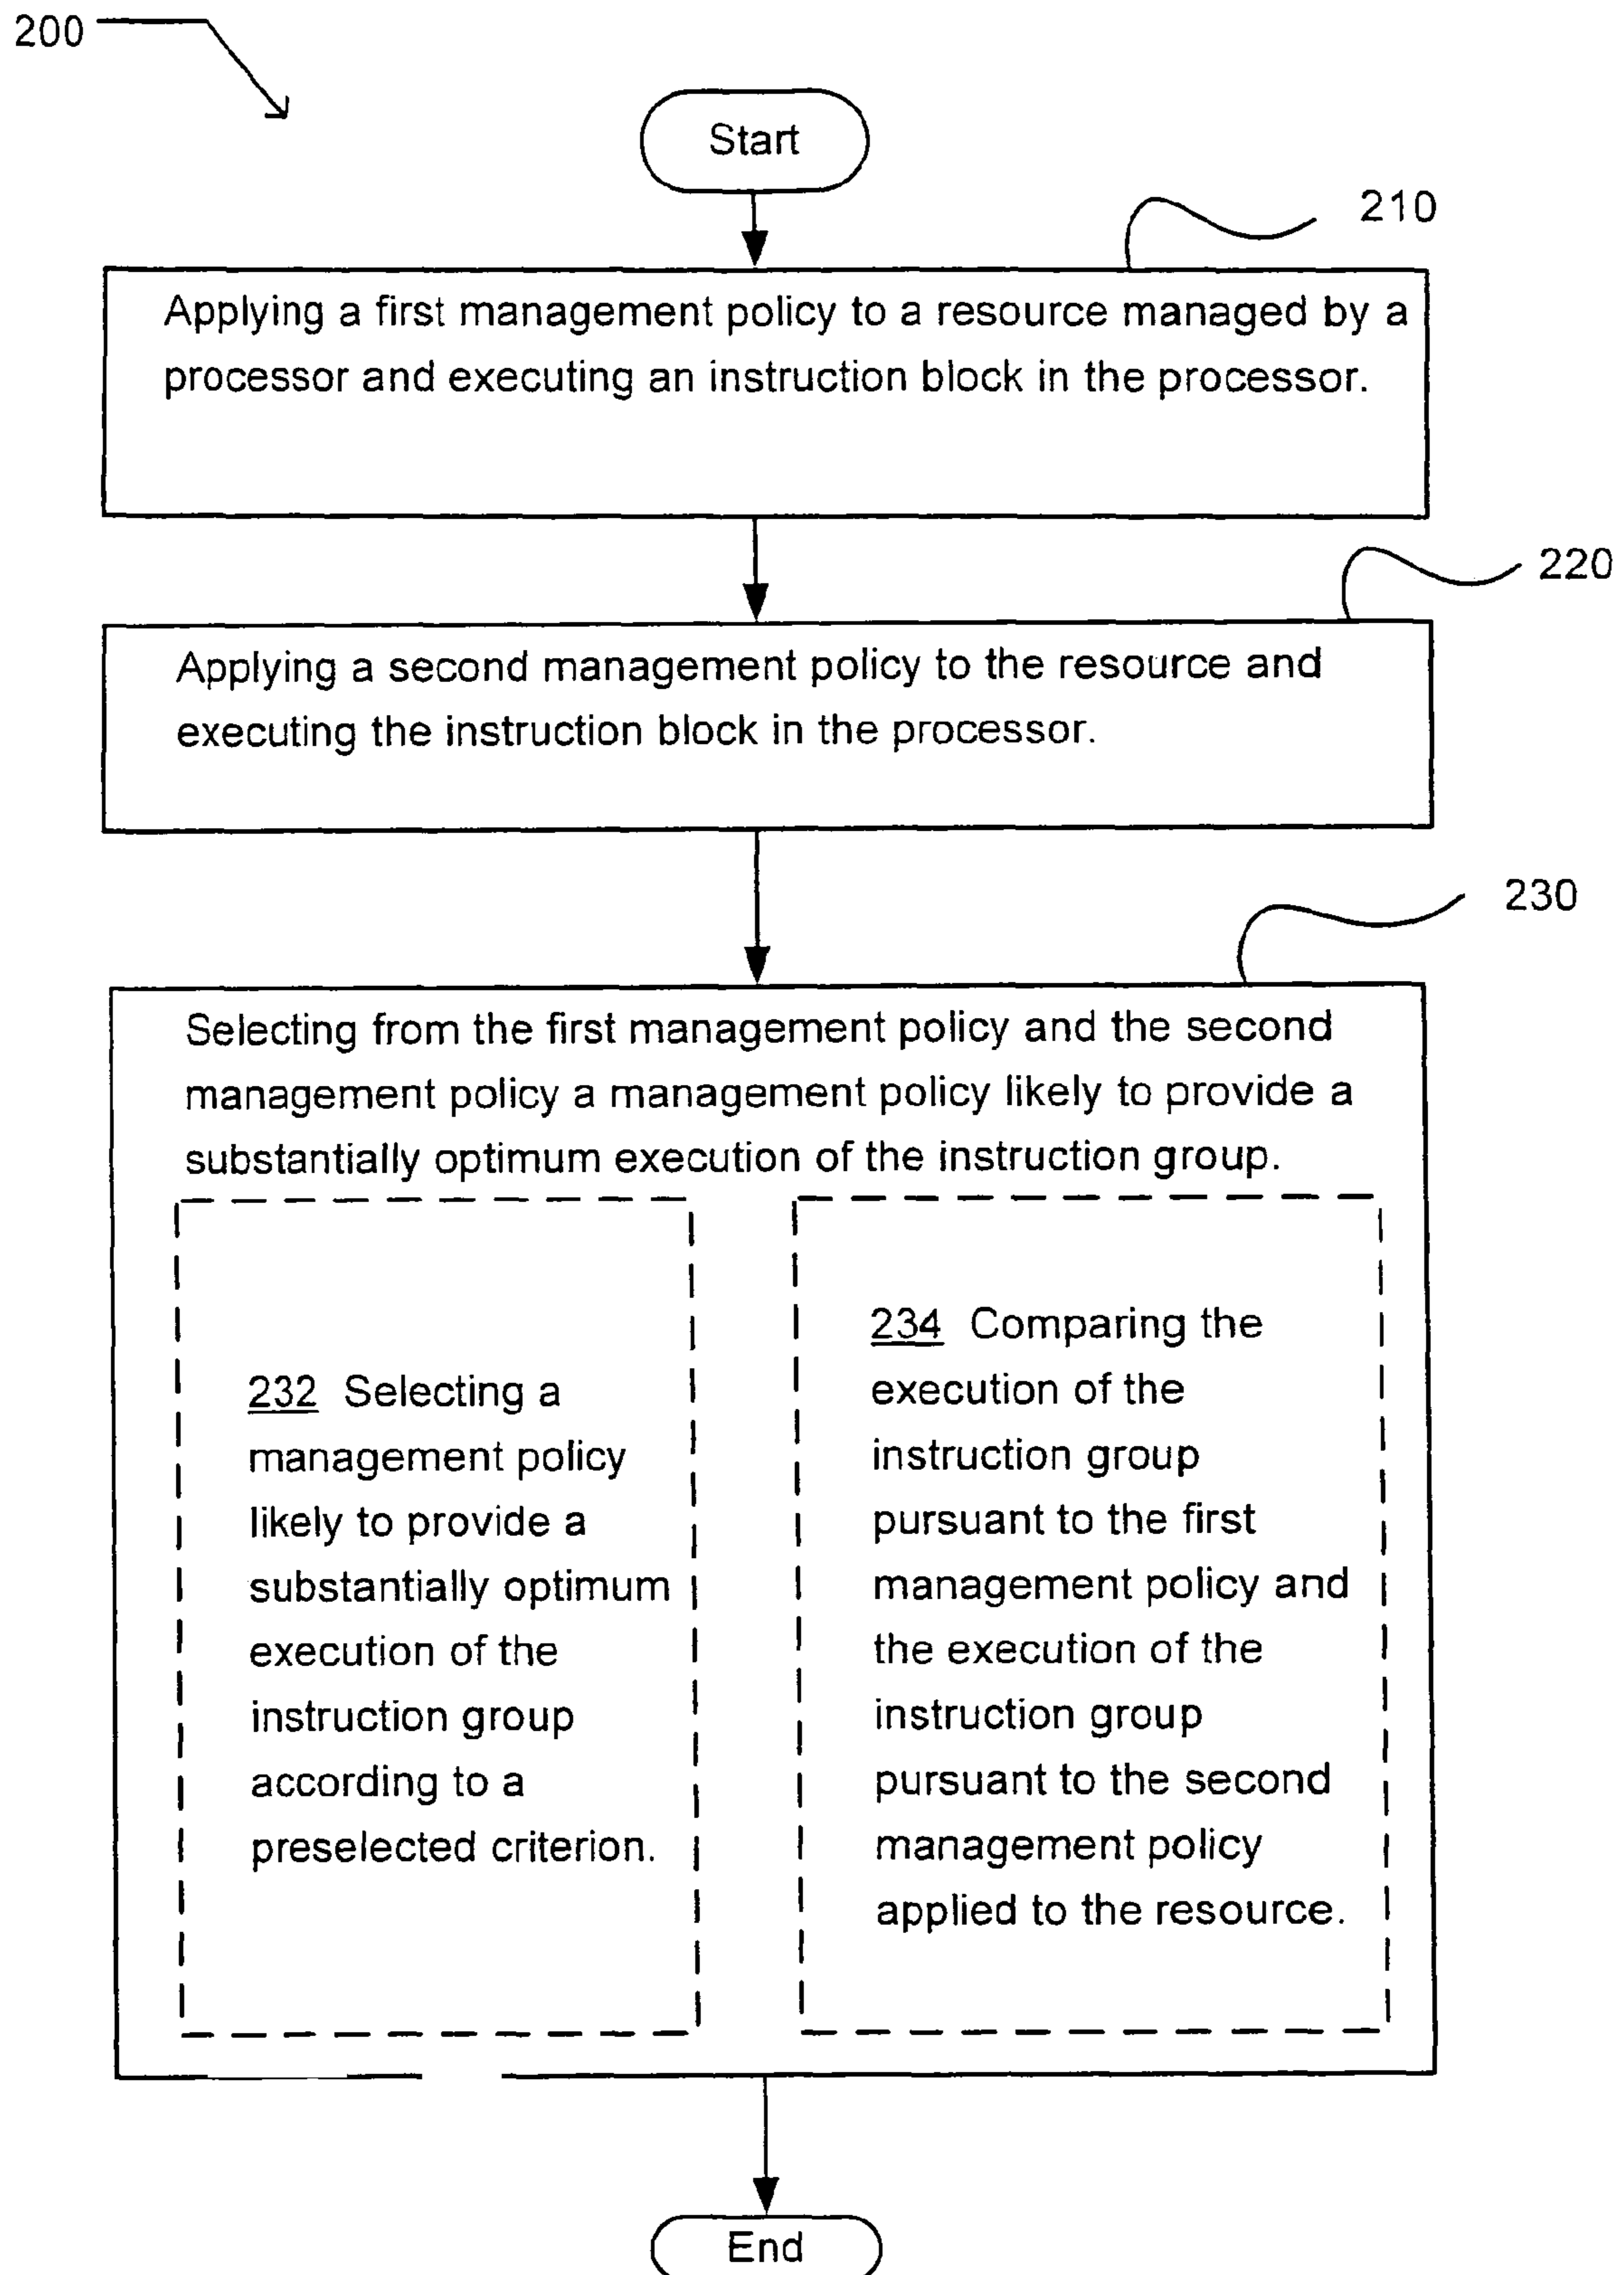 200
Start
210
Applying a first management policy to a resource managed by a
processor and executing an instruction block in the processor.
220
Applying a second management policy to the resource and
executing the instruction block in the processor.
230
Selecting from the first management policy and the second
management policy a management policy likely to provide a
substantially optimum execution of the instruction group.
232 Selecting a
management policy
likely to provide a
substantially optimum
execution of the
instruction group
according to a
preselected criterion.
234 Comparing the
execution of the
instruction group
pursuant to the first
management policy and
the execution of the
instruction group
pursuant to the second
management policy
applied to the resource.
End